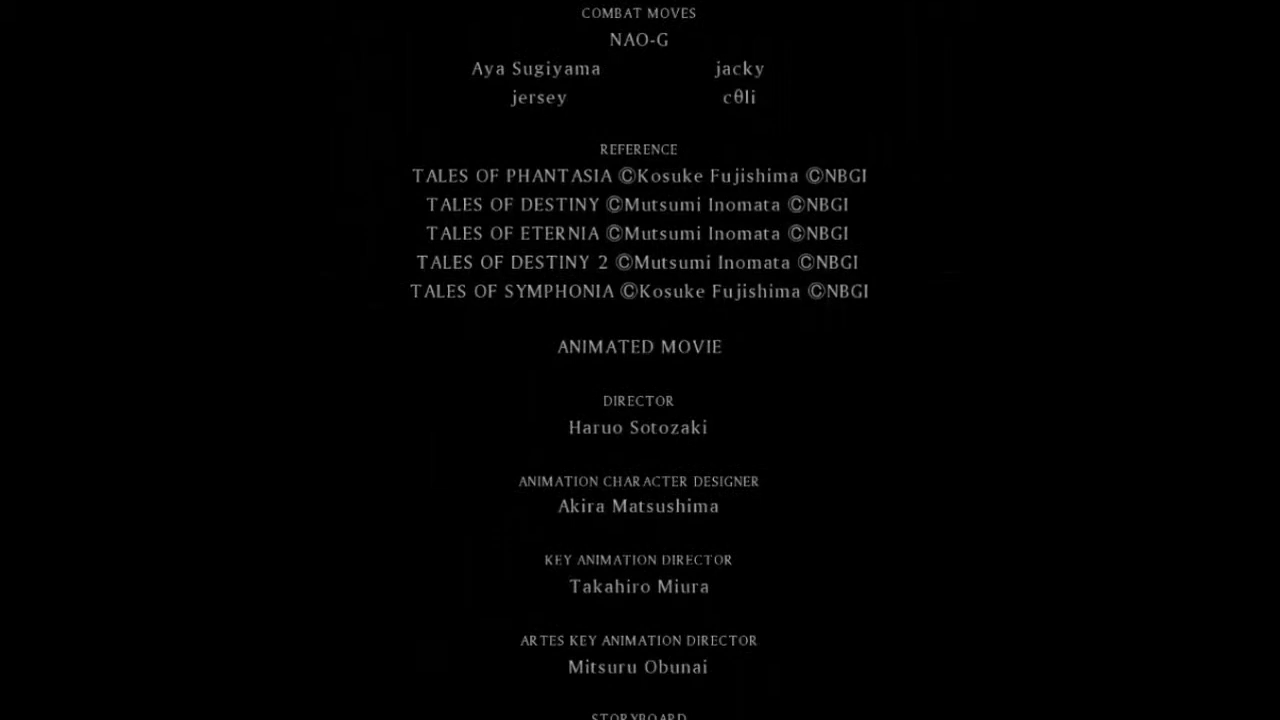 COMBAT MOVES
NAO-G
Aya Sugiyama jacky
jersey cθli
REFERENCE
TALES OF PHANTASIA ©Kosuke Fujishima ©NBGI
TALES OF DESTINY ©Mutsumi Inomata ©NBGI
TALES OF ETERNIA ©Mutsumi Inomata ©NBGI
TALES OF DESTINY 2 ©Mutsumi Inomata ©NBGI
TALES OF SYMPHONIA ©Kosuke Fujishima ©NBGI
ANIMATED MOVIE
DIRECTOR
Haruo Sotozaki
ANIMATION CHARACTER DESIGNER
Akira Matsushima
KEY ANIMATION DIRECTOR
Takahiro Miura
ARTES KEY ANIMATION DIRECTOR
Mitsuru Obunai
STORYBOARD